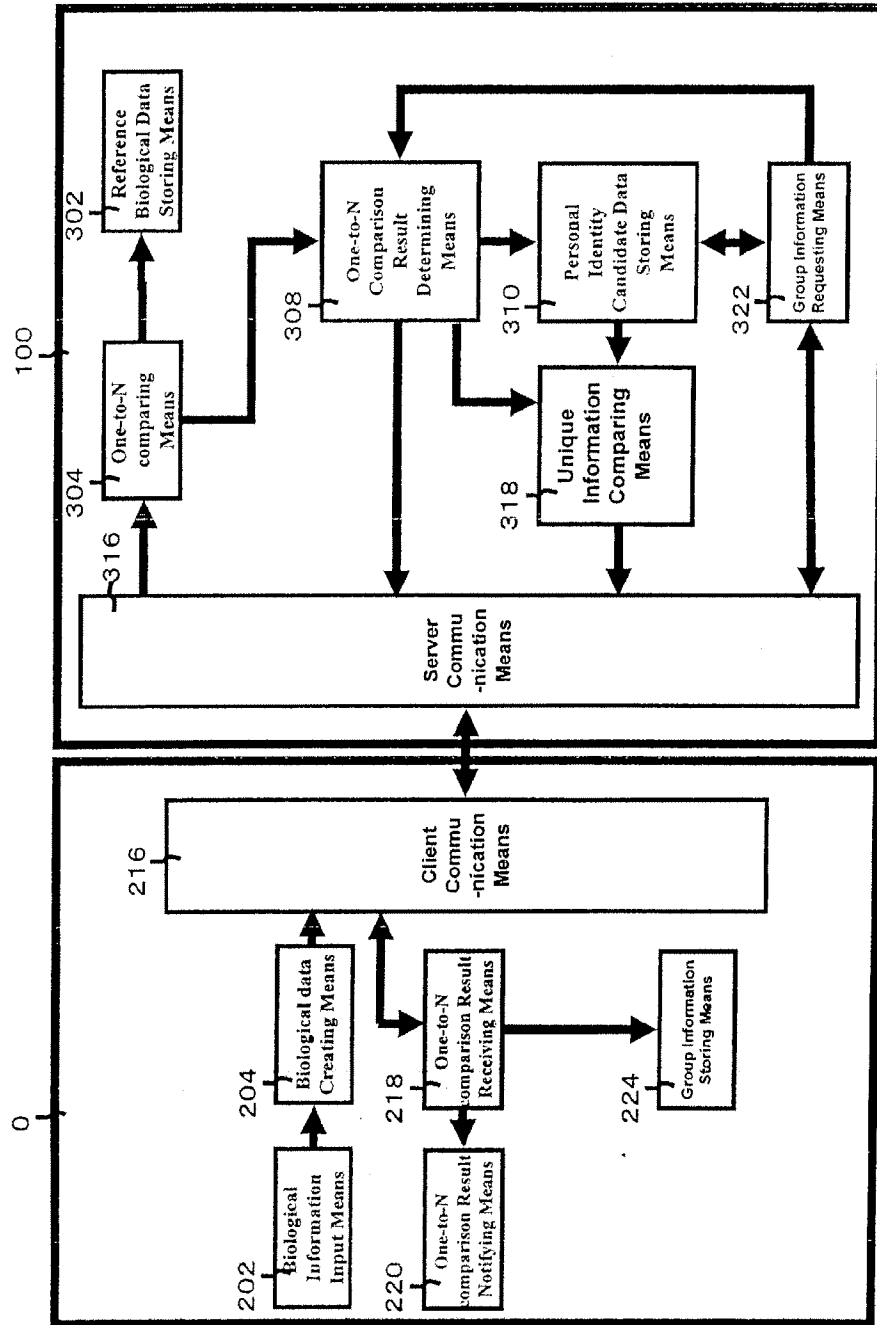 0
202
Biological
Information
Input Means
204
Biological data
Creating Means
220
One-to-N
comparison Result
Notifying Means
218
One-to-N
comparison Result
Receiving Means
224
Group Information
Storing Means
216
Client
Commu
-nication
Means
100
316
Server
Commu
-nication
Means
304
One-to-N
comparing
Means
302
Reference
Biological Data
Storing Means
308
One-to-N
Comparison
Result
Determining
Means
318
Unique
Information
Comparing
Means
310
Personal
Identity
Candidate Data
Storing
Means
322
Group Information
Requesting Means